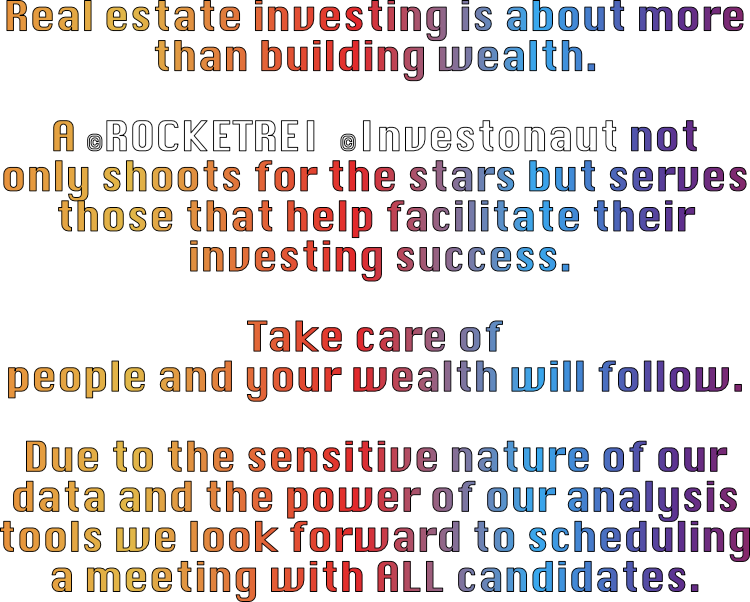 Real estate investing is about more
than building wealth.
A ©ROCKETREI ©Investonaut not
only shoots for the stars but serves
those that help facilitate their
investing success.
Take care of
people and your wealth will follow.
Due to the sensitive nature of our
data and the power of our analysis
tools we look forward to scheduling
a meeting with ALL candidates.